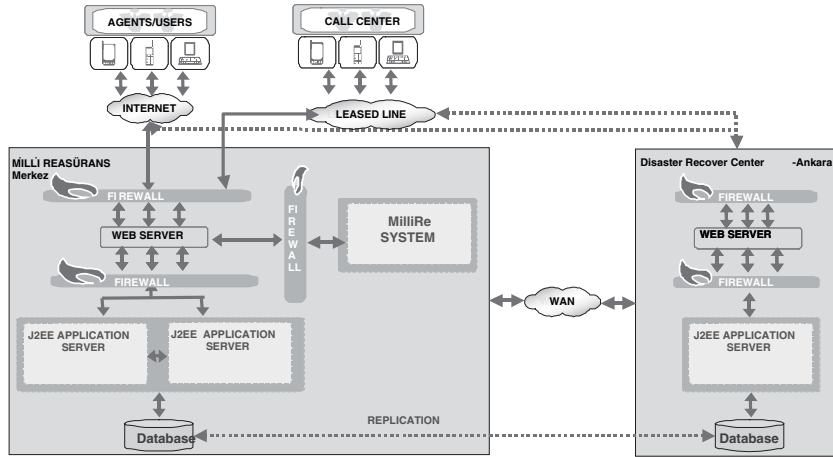 AGENTS/USERS
CALL CENTER
INTERNET
LEASED LINE
MİLLİ REASÜRANS
Merkez
Disaster Recover Center -Ankara
FIREWALL
FIREWALL
FIREWALL
WEB SERVER
MilliRe
SYSTEM
WEB SERVER
FIREWALL
FIREWALL
WAN
J2EE APPLICATION
SERVER
J2EE APPLICATION
SERVER
J2EE APPLICATION
SERVER
REPLICATION
Database
Database